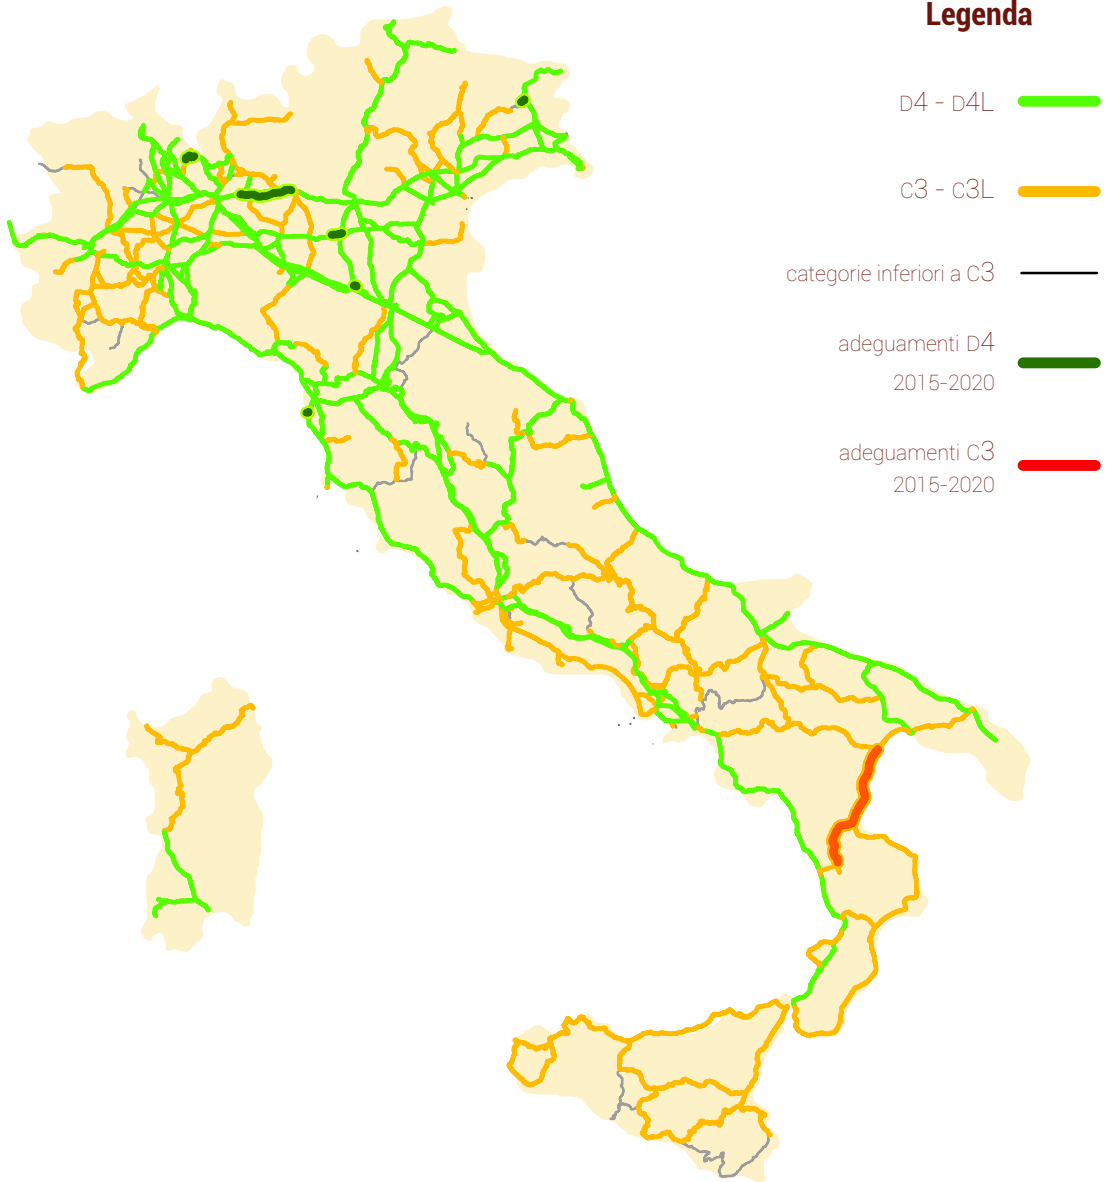 Legenda
D4 - D4L
C3 - C3L
categorie inferiori a C3
adeguamenti D4
2015-2020
adeguamenti C3
2015-2020